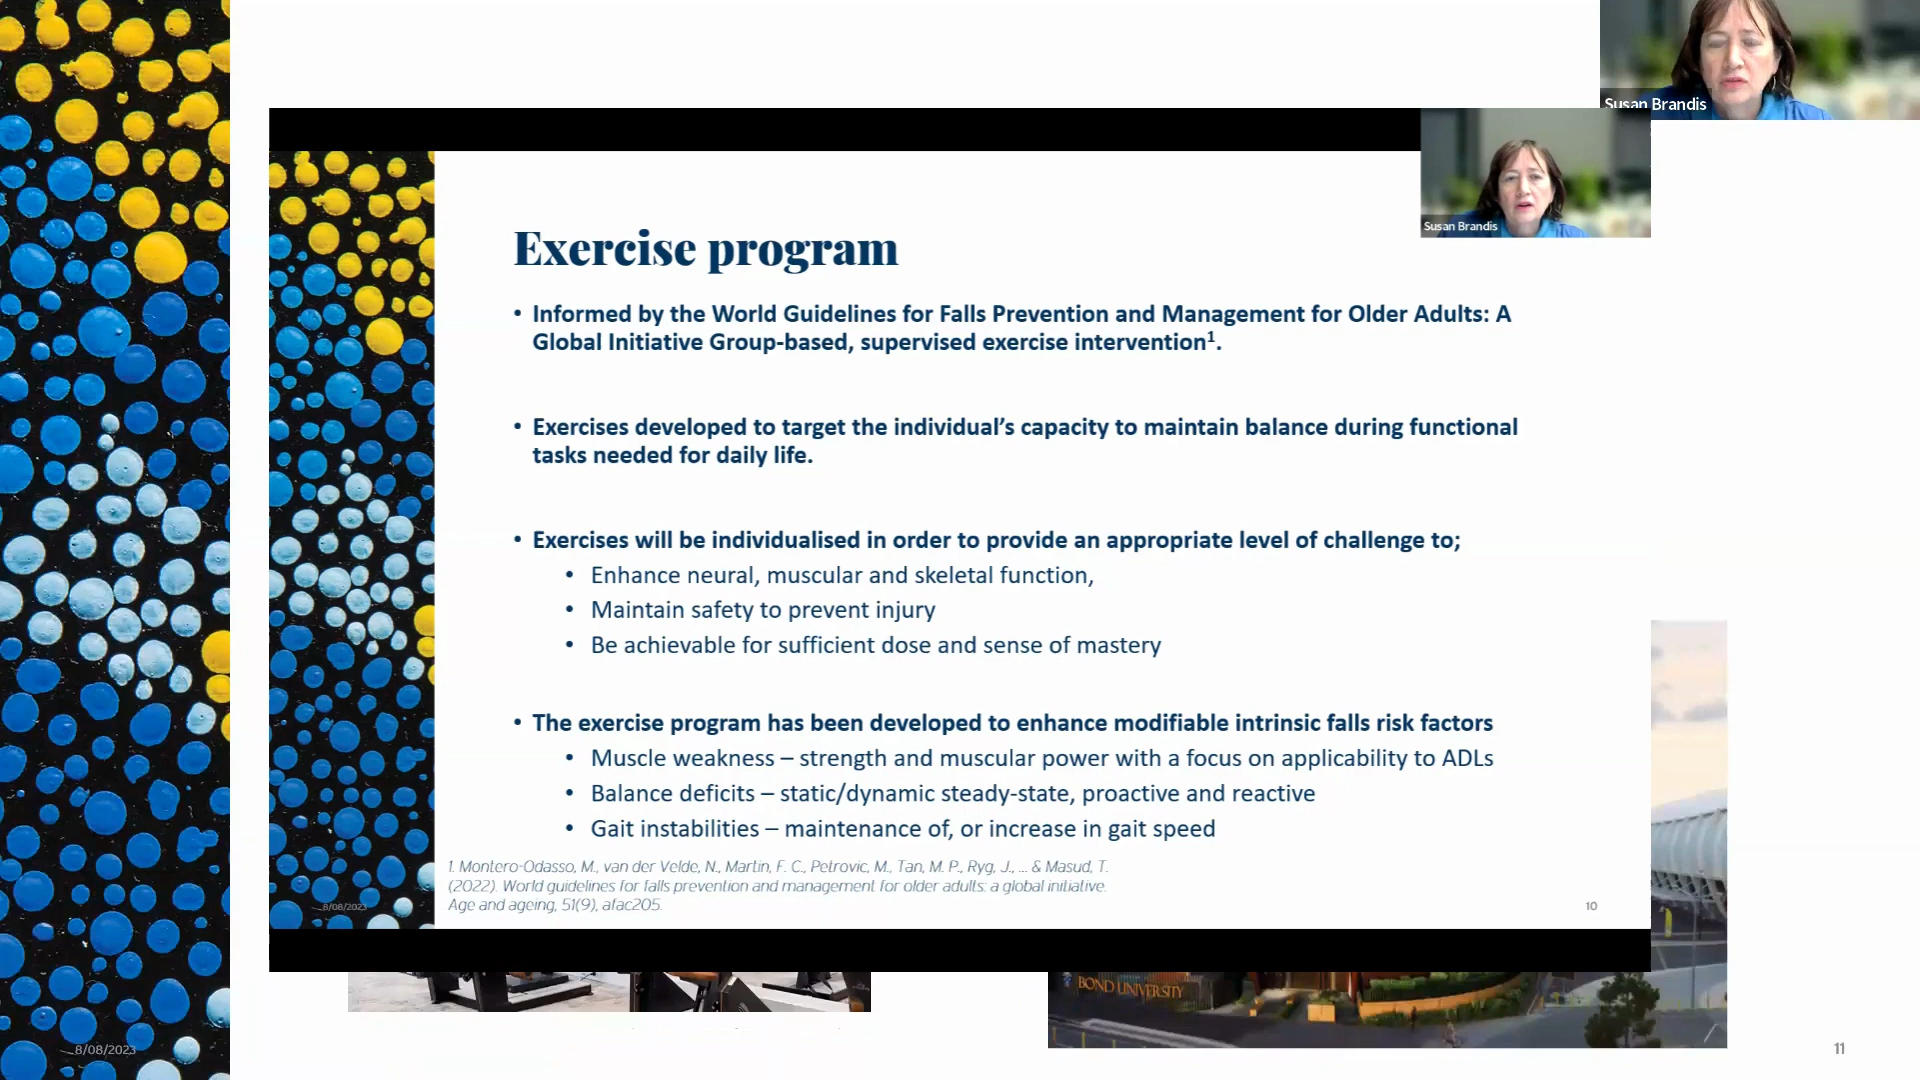 Susan Brandis
Susan Brandis
Exercise program
• Informed by the World Guidelines for Falls Prevention and Management for Older Adults: A
Global Initiative Group-based, supervised exercise intervention¹.
• Exercises developed to target the individual’s capacity to maintain balance during functional
tasks needed for daily life.
• Exercises will be individualised in order to provide an appropriate level of challenge to;
• Enhance neural, muscular and skeletal function,
• Maintain safety to prevent injury
• Be achievable for sufficient dose and sense of mastery
• The exercise program has been developed to enhance modifiable intrinsic falls risk factors
• Muscle weakness – strength and muscular power with a focus on applicability to ADLs
• Balance deficits – static/dynamic steady-state, proactive and reactive
• Gait instabilities – maintenance of, or increase in gait speed
1. Montero-Odasso, M., van der Velde, N., Martin, F. C., Petrovic, M., Tan, M. P., Ryg, J., ... & Masud, T.
(2022). World guidelines for falls prevention and management for older adults: a global initiative.
Age and ageing, 51(9), afac205.
8/08/2023
10
BOND UNIVERSITY
8/08/2023
11